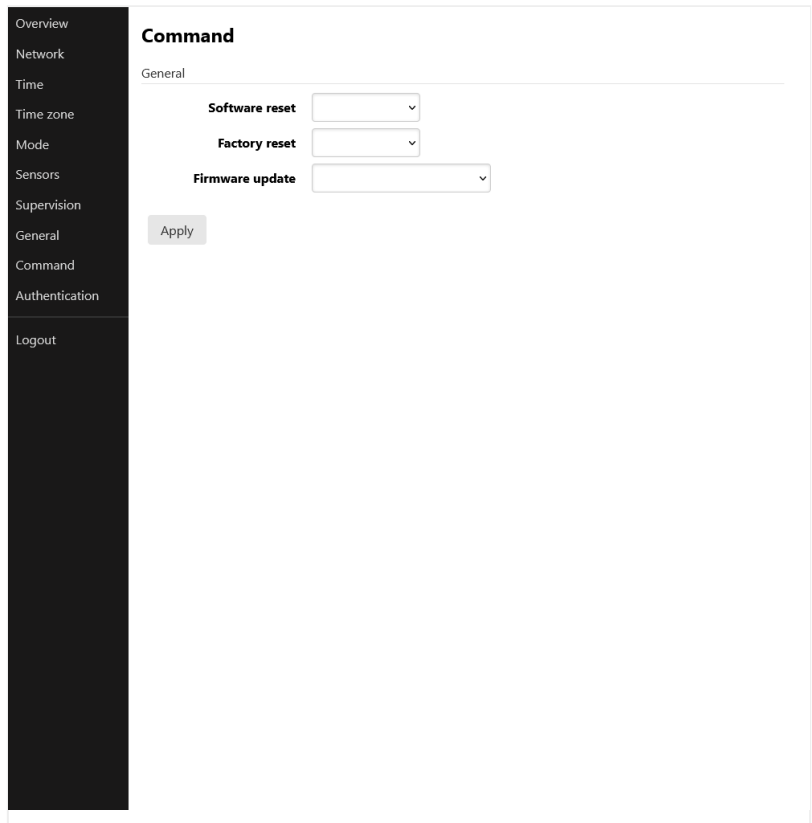 Overview
Network
Time
Time zone
Mode
Sensors
Supervision
General
Command
Authentication
Logout
Command
General
Software reset
Factory reset
Firmware update
Apply